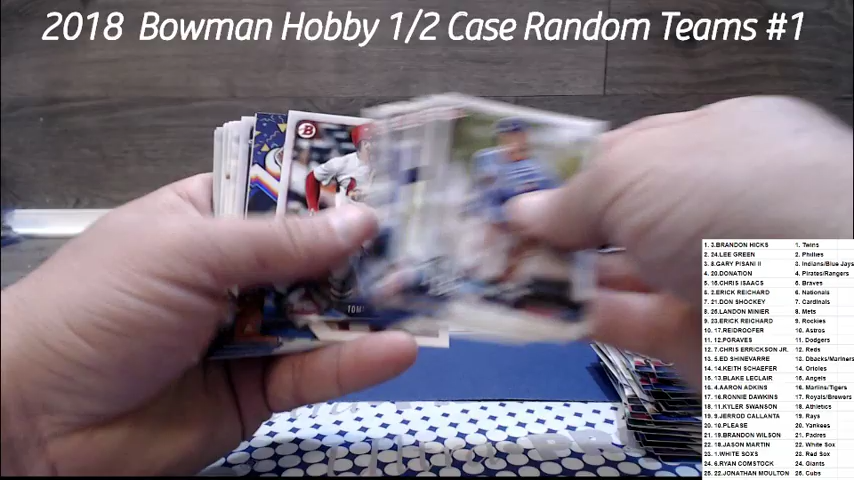 2018 Bowman Hobby 1/2 Case Random Teams #1
B
TOM
1. 3.BRANDON HICKS 1. Twins
2. 24.LEE GREEN 2. Phillies
3. 8.GARY PISANI II 3. Indians/Blue Jays
4. 20.DONATION 4. Pirates/Rangers
5. 16.CHRIS ISAACS 5. Braves
6. 2.ERICK REICHARD 6. Nationals
7. 21.DON SHOCKEY 7. Cardinals
8. 26.LANDON MINIER 8. Mets
9. 23.ERICK REICHARD 9. Rockies
10. 17.REIDROOFER 10. Astros
11. 12.PGRAVES 11. Dodgers
12. 7.CHRIS ERRICKSON JR. 12. Reds
13. 5.ED SHINEVARRE 13. Dbacks/Mariners
14. 14.KEITH SCHAEFER 14. Orioles
15. 13.BLAKE LECLAIR 15. Angels
16. 4.AARON ADKINS 16. Marlins/Tigers
17. 16.RONNIE DAWKINS 17. Royals/Brewers
18. 11.KYLER SWANSON 18. Athletics
19. 9.JERROD CALLANTA 19. Rays
20. 10.PLEASE 20. Yankees
21. 19.BRANDON WILSON 21. Padres
22. 18.JASON MARTIN 22. White Sox
23. 1.WHITE SOXS 23. Red Sox
24. 6.RYAN COMSTOCK 24. Giants
25. 22.JONATHAN MOULTON 26. Cubs